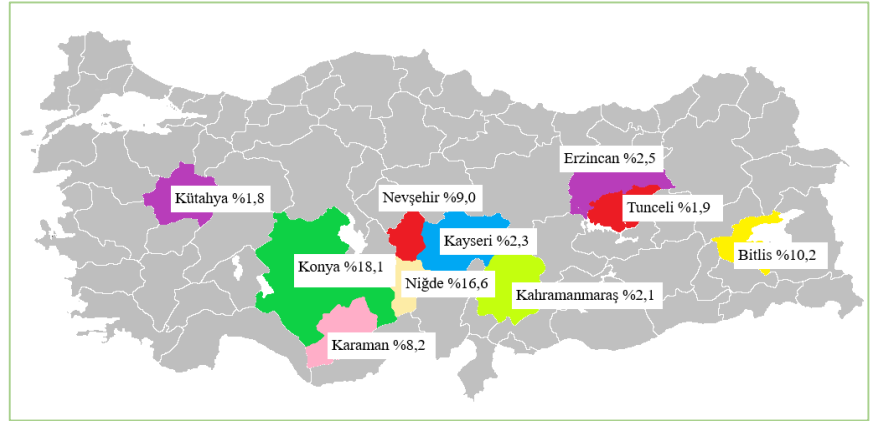 Erzincan %2,5
Kütahya %1,8
Nevşehir %9,0
Tunceli %1,9
Kayseri %2,3
Bitlis %10,2
Konya %18,1
Niğde %16,6
Kahramanmaraş %2,1
Karaman %8,2